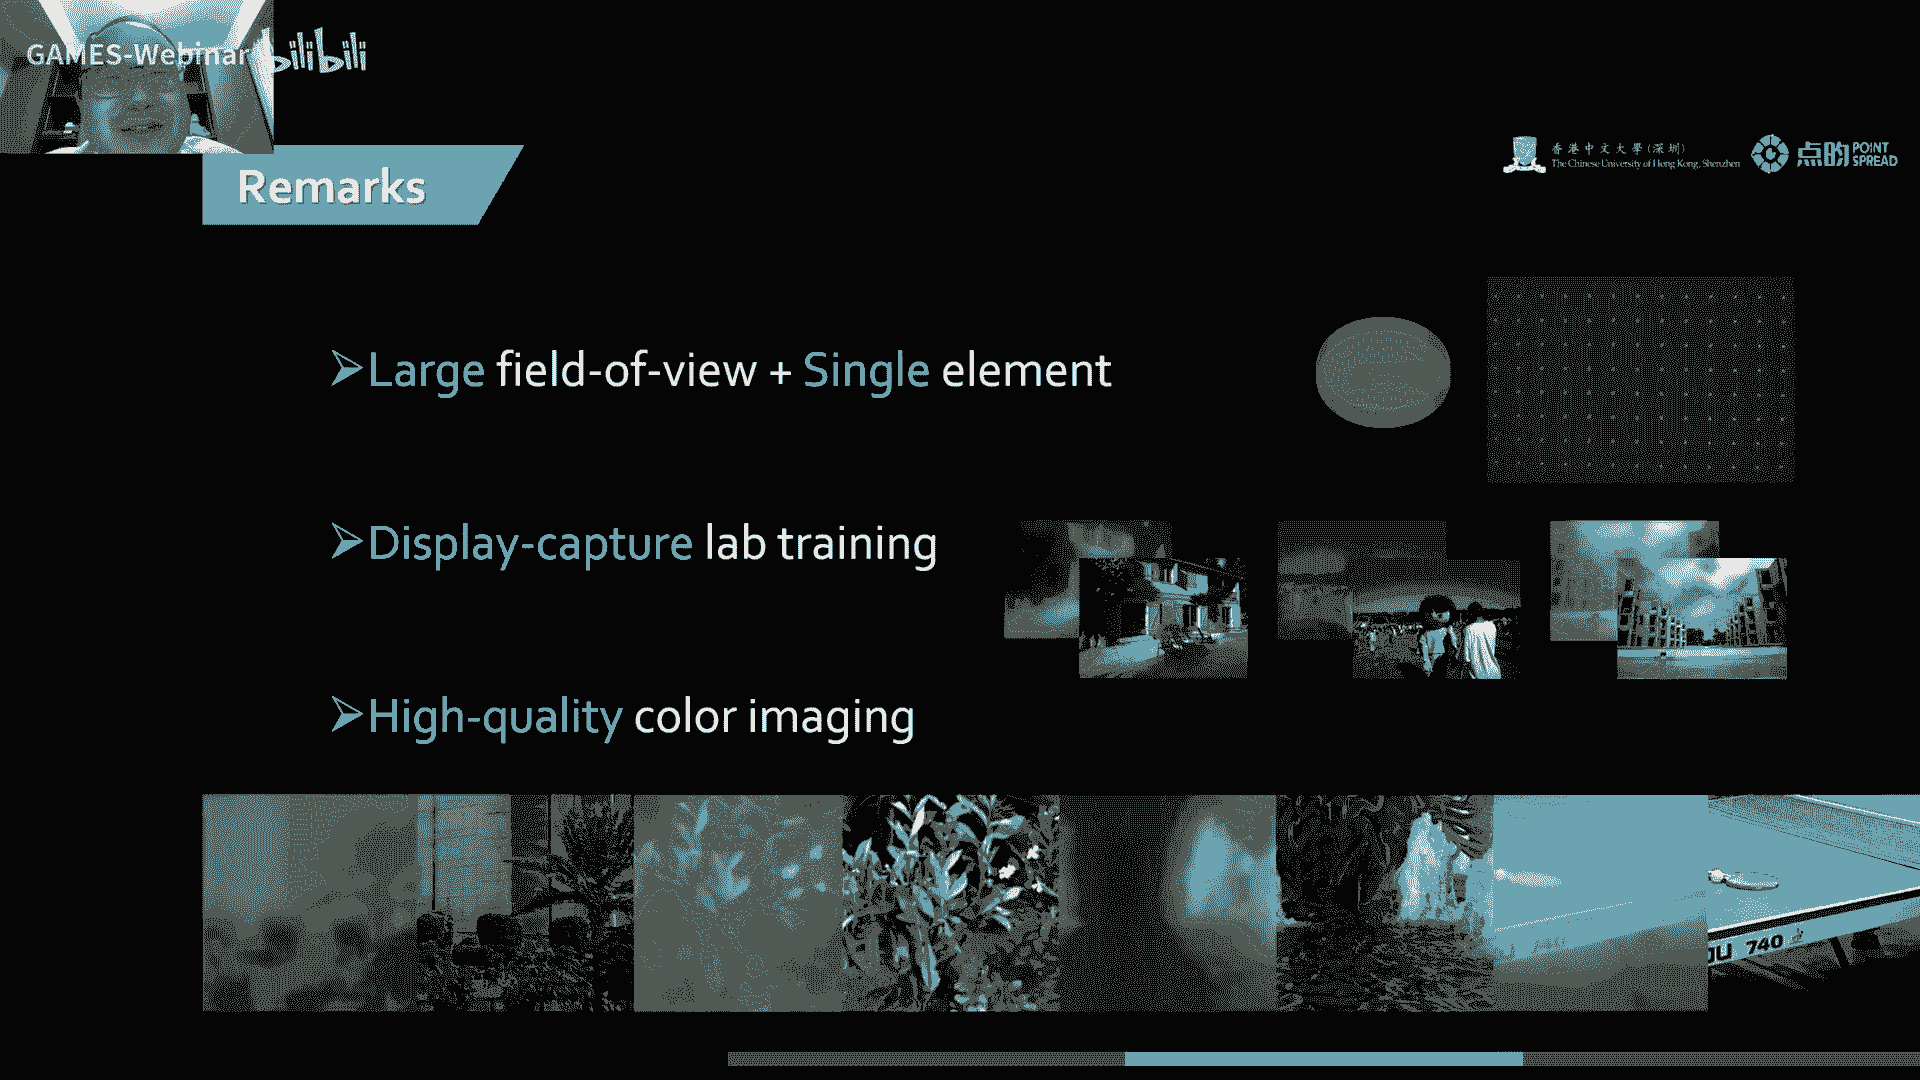 GAMES-Webinar
bilibili
香港中文大學(深圳)
The Chinese University of Hong Kong, Shenzhen
点昀 POINT SPREAD
Remarks
Large field-of-view + Single element
Display-capture lab training
High-quality color imaging
740